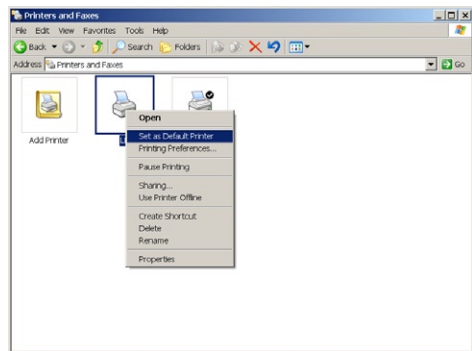 Printers and Faxes
File Edit View Favorites Tools Help
Back Search Folders
Address Printers and Faxes Go
Add Printer
Open
Set as Default Printer
Printing Preferences...
Pause Printing
Sharing...
Use Printer Offline
Create Shortcut
Delete
Rename
Properties